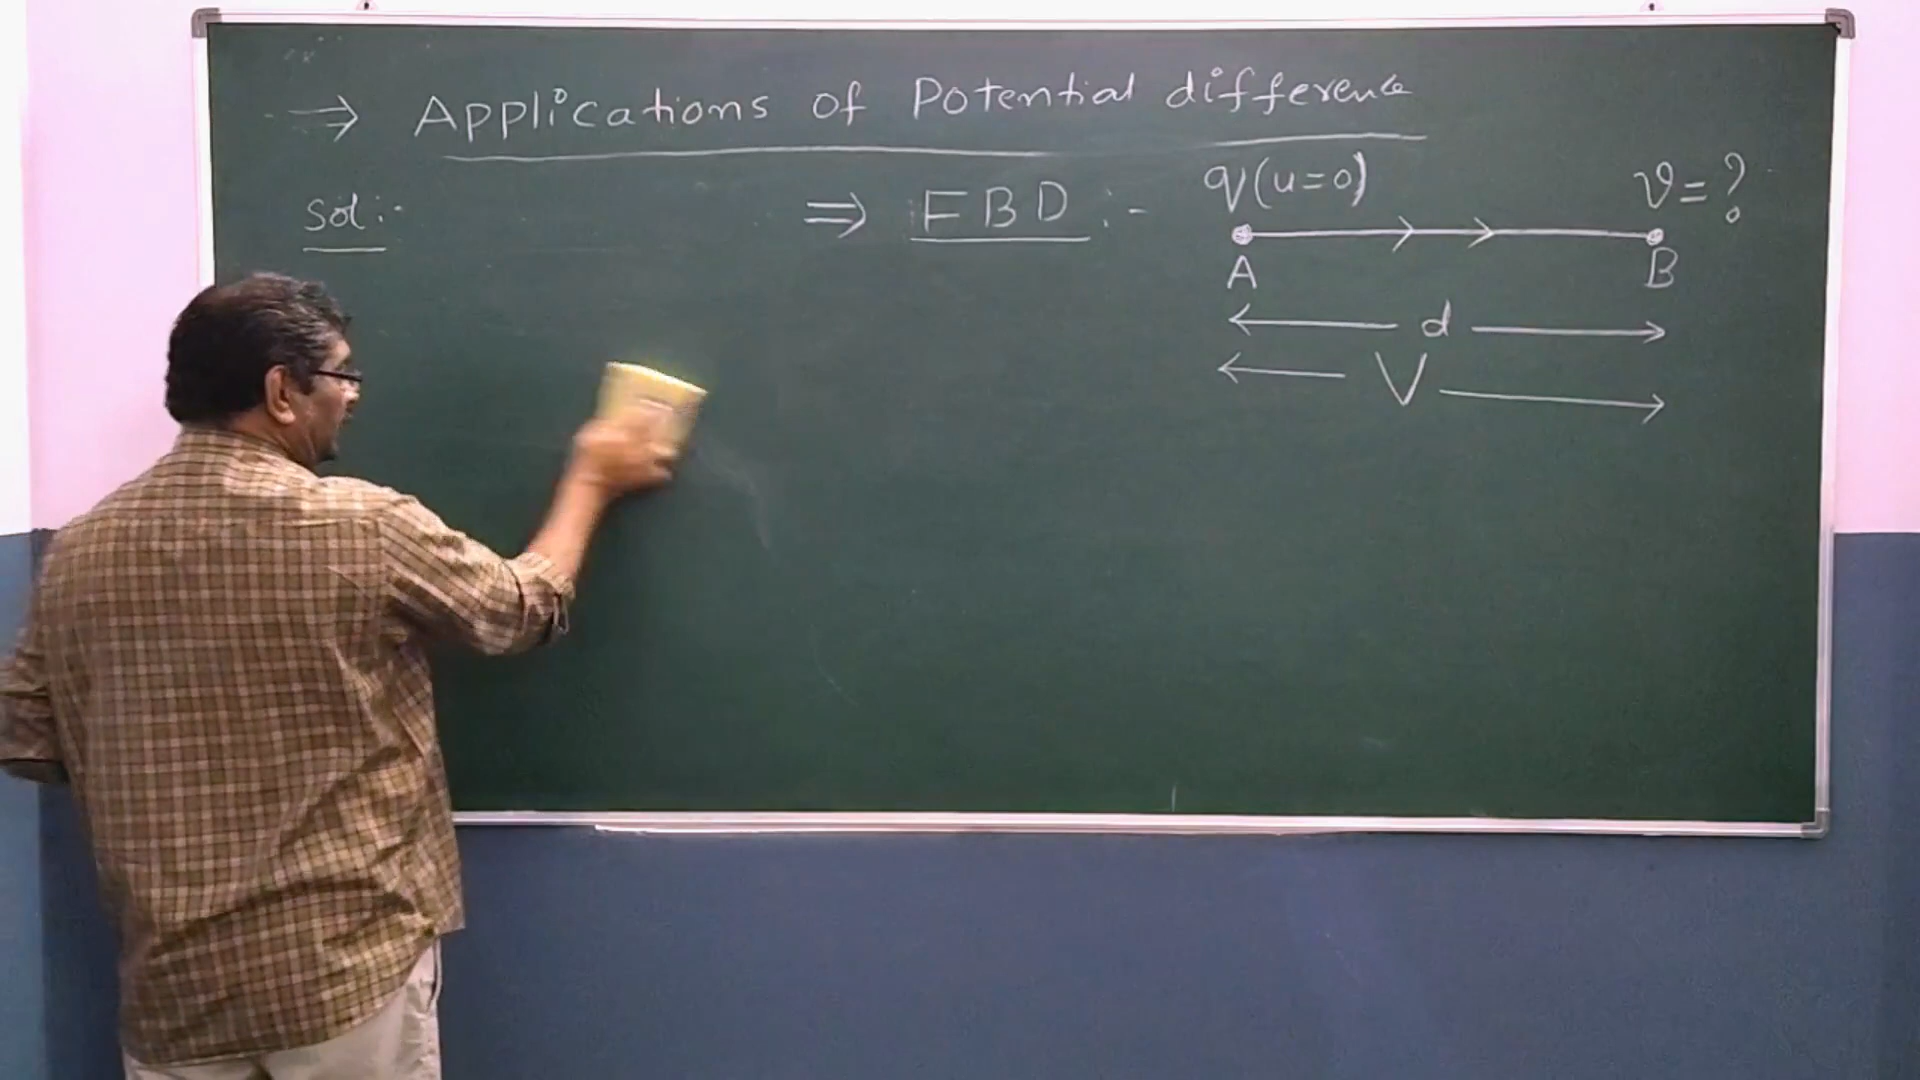 ⇒ Applications of Potential difference
Sol:-
⇒ FBD:-
q(u=0)
v=?
A
B
d
V